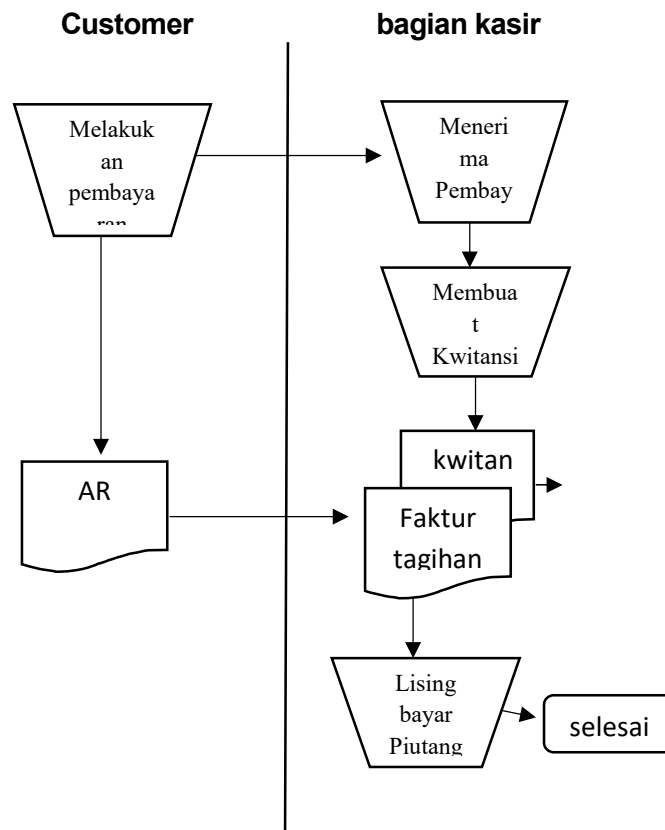 Customer
bagian kasir
Melakuk
an
pembaya
ran
Meneri
ma
Pembay
Membua
t
Kwitansi
AR
kwitan
Faktur
tagihan
Lising
bayar
Piutang
selesai